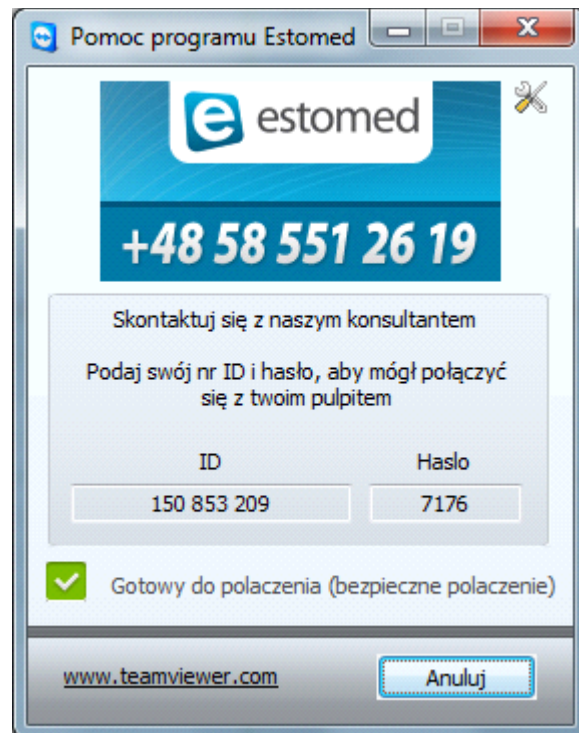 Pomoc programu Estomed
e estomed
+48 58 551 26 19
Skontaktuj się z naszym konsultantem
Podaj swój nr ID i hasło, aby mógł połączyć
się z twoim pulpitem
ID Haslo
150 853 209 7176
Gotowy do polaczenia (bezpieczne polaczenie)
www.teamviewer.com Anuluj